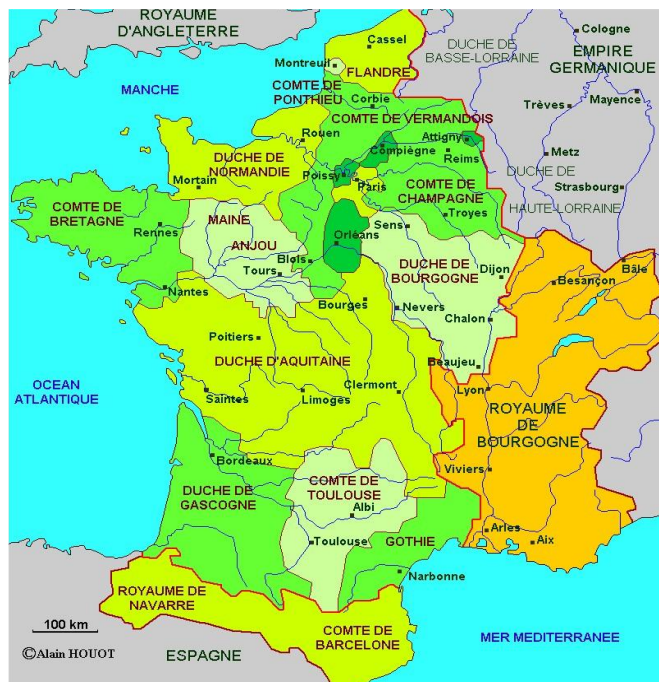 ROYAUME
D'ANGLETERRE
Cologne
Cassel
DUCHE DE
BASSE-LORRAINE
EMPIRE
GERMANIQUE
Montreuil
FLANDRE
MANCHE
COMTE DE
PONTHIEU
Corbie
Trèves
Mayence
COMTE DE VERMANDOIS
Rouen
Attigny
Compiègne
Reims
Metz
DUCHE DE
NORMANDIE
Poissy
Paris
DUCHE
DE
Strasbourg
Mortain
COMTE DE
CHAMPAGNE
HAUTE-LORRAINE
COMTE DE
BRETAGNE
MAINE
Troyes
Rennes
ANJOU
Orléans
Sens
Blois
DUCHE DE
BOURGOGNE
Tours
Dijon
Besançon
Bâle
Nantes
Bourges
Nevers
Chalon
Poitiers
DUCHE D'AQUITAINE
Beaujeu
OCEAN
ATLANTIQUE
Saintes
Limoges
Clermont
Lyon
ROYAUME
DE
BOURGOGNE
Bordeaux
Viviers
COMTE DE
TOULOUSE
DUCHE DE
GASCOGNE
Albi
Toulouse
GOTHIE
Arles
Aix
Narbonne
ROYAUME DE
NAVARRE
100 km
COMTE DE
BARCELONE
MER MEDITERRANEE
©Alain HOUOT
ESPAGNE